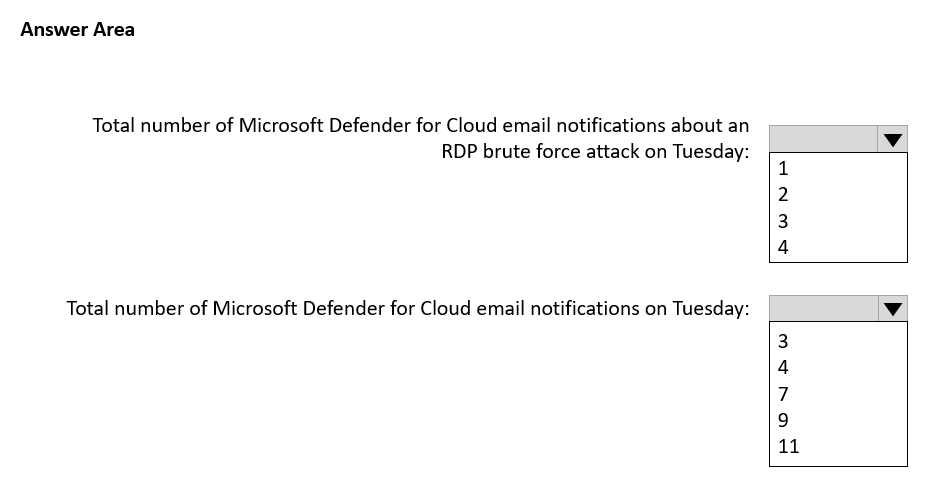 Answer Area
Total number of Microsoft Defender for Cloud email notifications about an
RDP brute force attack on Tuesday:
1
2
3
4
Total number of Microsoft Defender for Cloud email notifications on Tuesday:
3
4
7
9
11